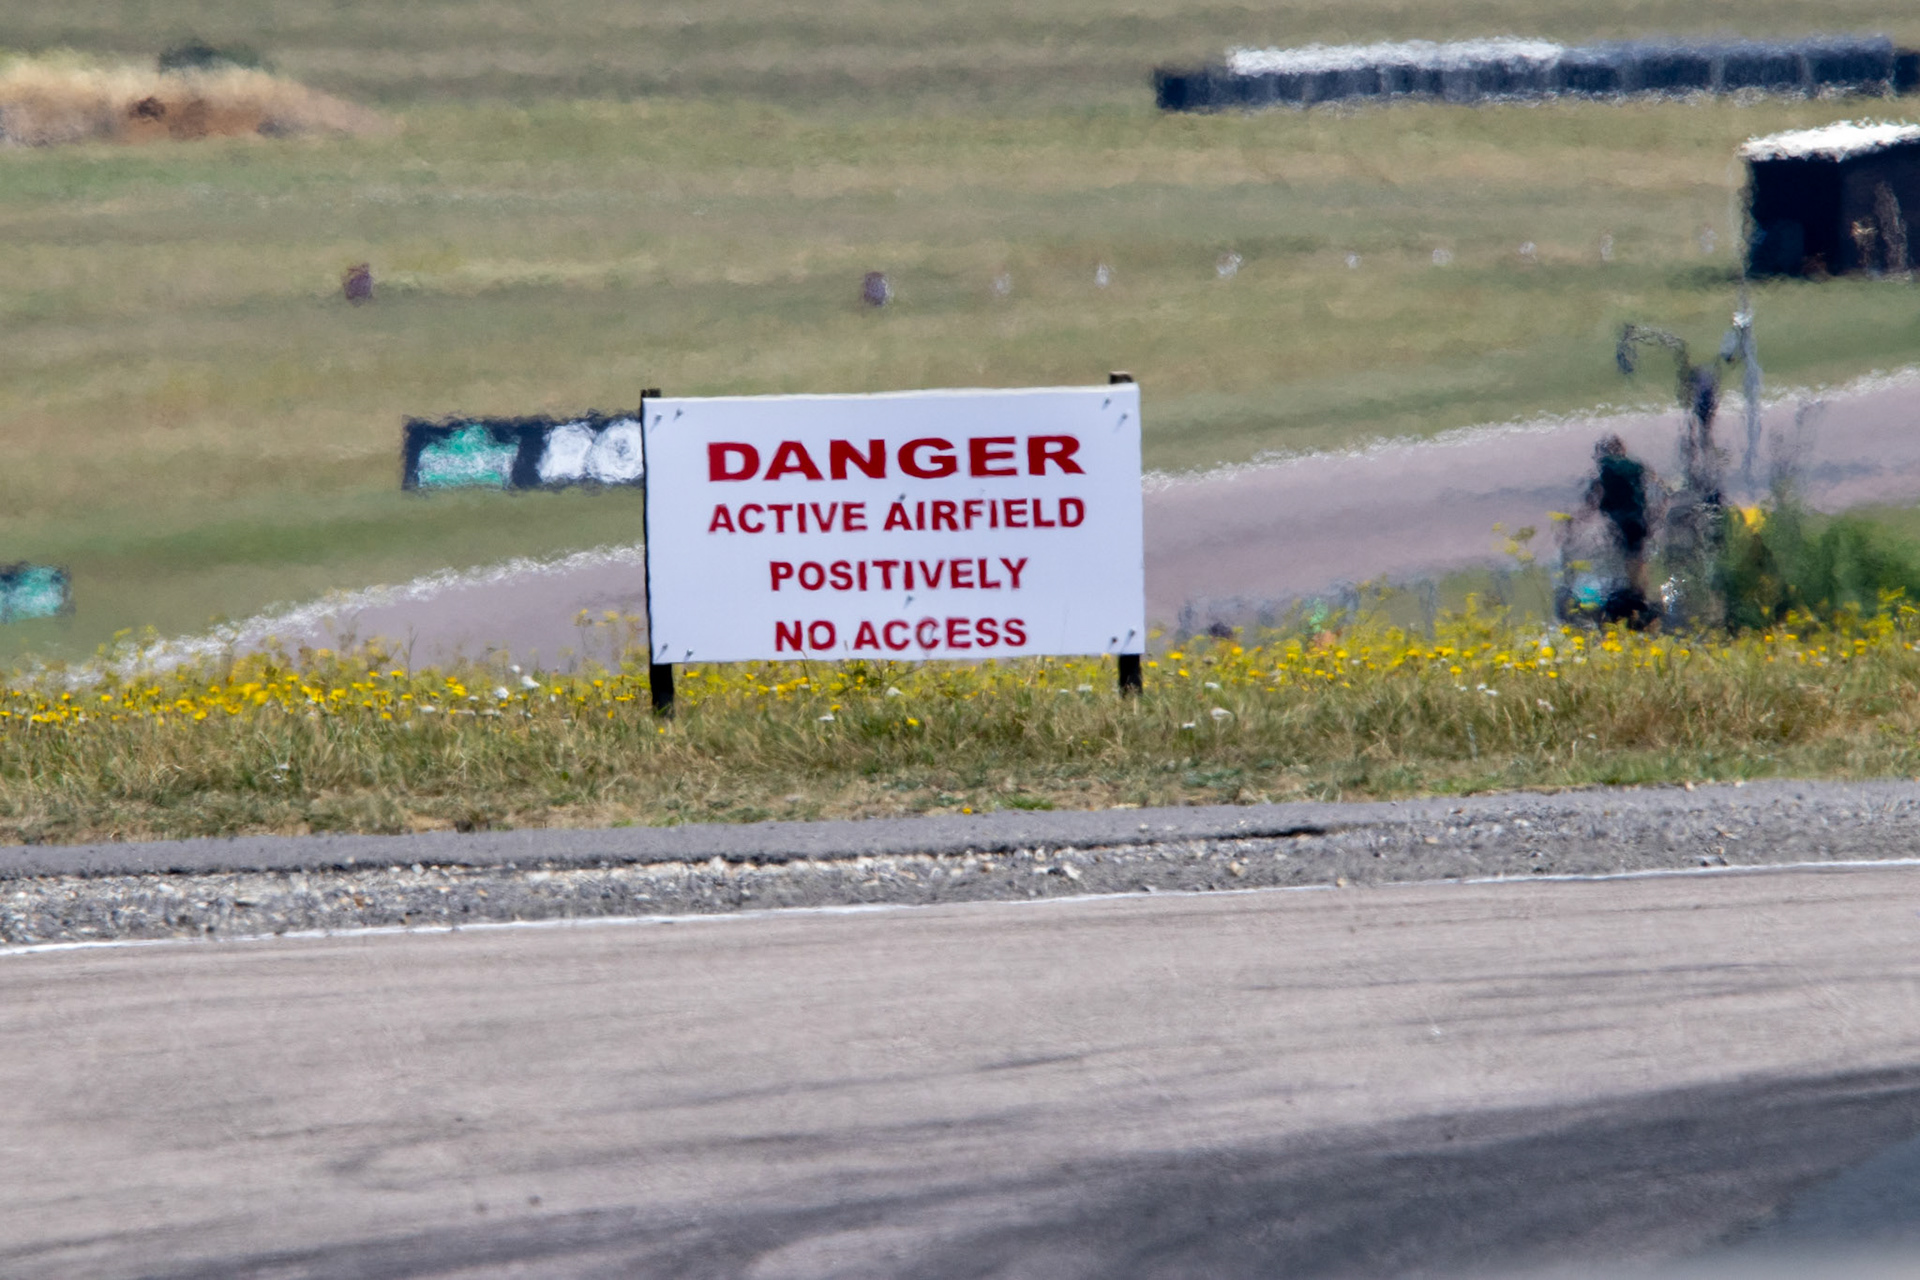 DANGER
ACTIVE AIRFIELD
POSITIVELY
NO ACCESS